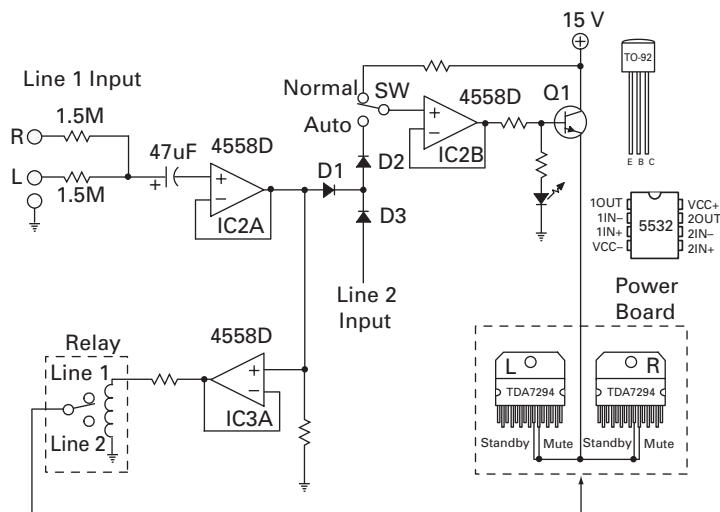 15 V
TO-92
Line 1 Input
Normal
SW
4558D
Q1
1.5M
R
Auto
47uF
4558D
L
1.5M
+
−
IC2A
D1
D2
D3
+
−
IC2B
E B C
1OUT
1IN−
1IN+
VCC−
5532
VCC+
2OUT
2IN−
2IN+
Line 2
Input
Power
Board
Relay
Line 1
Line 2
4558D
+
−
IC3A
L
TDA7294
R
TDA7294
Standby
Mute
Standby
Mute